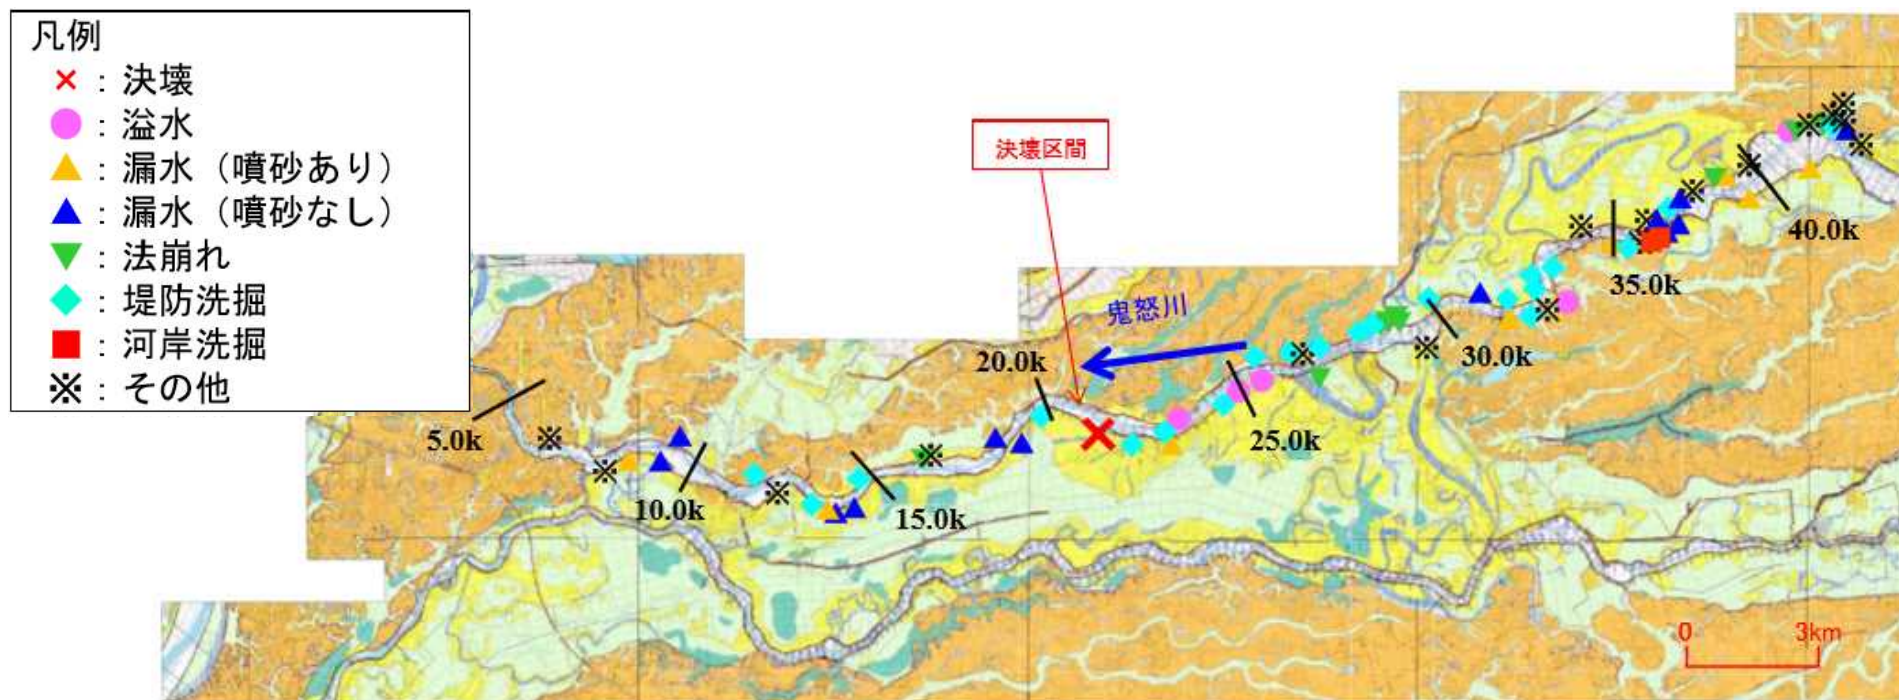 凡例
×：決壊
●：溢水
▲：漏水（噴砂あり）
▲：漏水（噴砂なし）
▼：法崩れ
◆：堤防洗掘
■：河岸洗掘
※：その他
決壊区間
鬼怒川
5.0k
10.0k
15.0k
20.0k
25.0k
30.0k
35.0k
40.0k
0 3km